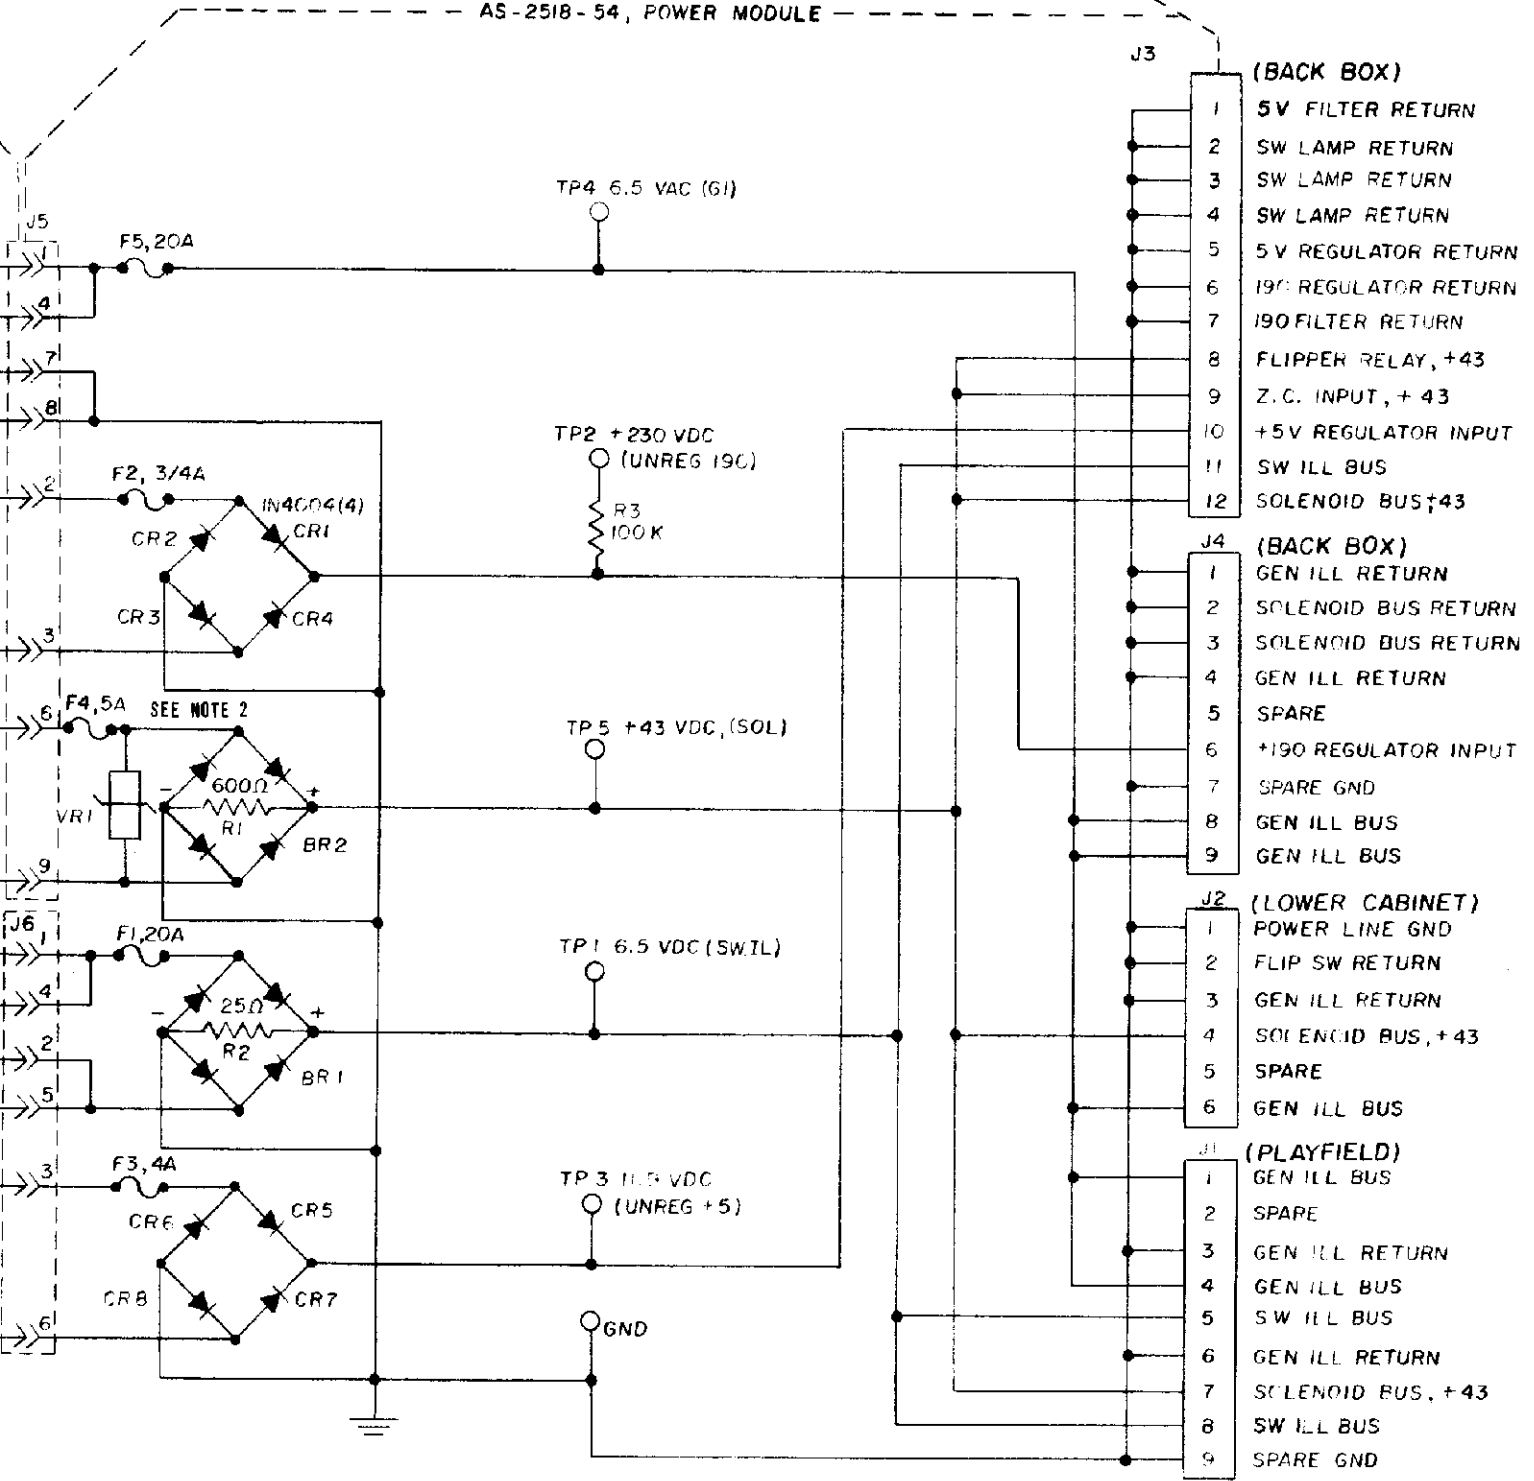 AS-2518-54, POWER MODULE
J3
(BACK BOX)
1 5V FILTER RETURN
2 SW LAMP RETURN
3 SW LAMP RETURN
4 SW LAMP RETURN
5 5V REGULATOR RETURN
6 190 REGULATOR RETURN
7 190 FILTER RETURN
8 FLIPPER RELAY, +43
9 Z.C. INPUT, + 43
10 +5V REGULATOR INPUT
11 SW ILL BUS
12 SOLENOID BUS,+43
J4 (BACK BOX)
1 GEN ILL RETURN
2 SOLENOID BUS RETURN
3 SOLENOID BUS RETURN
4 GEN ILL RETURN
5 SPARE
6 +190 REGULATOR INPUT
7 SPARE GND
8 GEN ILL BUS
9 GEN ILL BUS
J2 (LOWER CABINET)
1 POWER LINE GND
2 FLIP SW RETURN
3 GEN ILL RETURN
4 SOLENOID BUS, +43
5 SPARE
6 GEN ILL BUS
J1 (PLAYFIELD)
1 GEN ILL BUS
2 SPARE
3 GEN ILL RETURN
4 GEN ILL BUS
5 SW ILL BUS
6 GEN ILL RETURN
7 SOLENOID BUS, +43
8 SW ILL BUS
9 SPARE GND
J5
1
4
7
8
2
3
6
9
F5, 20A
TP4 6.5 VAC (GI)
F2, 3/4A
IN4004(4)
CR2
CR1
CR3
CR4
TP2 +230 VDC
(UNREG 190)
R3
100K
F4, 5A
SEE NOTE 2
VR1
-
600Ω
+
R1
BR2
TP5 +43 VDC, (SOL)
J6
1
4
2
5
3
6
F1, 20A
-
25Ω
+
R2
BR1
TP1 6.5 VDC (SW.IL)
F3, 4A
CR6
CR5
CR8
CR7
TP3 11.9 VDC
(UNREG +5)
GND